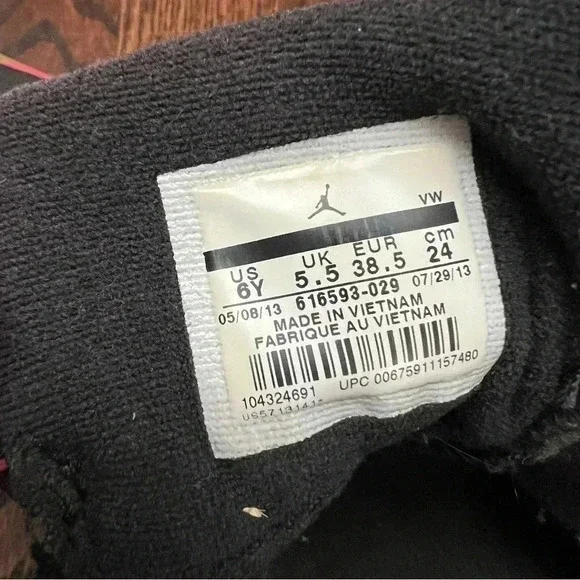 VW
US UK EUR cm
6Y 5.5 38.5 24
05/08/13 616593-029 07/29/13
MADE IN VIETNAM
FABRIQUE AU VIETNAM
104324691 UPC 00675911157480